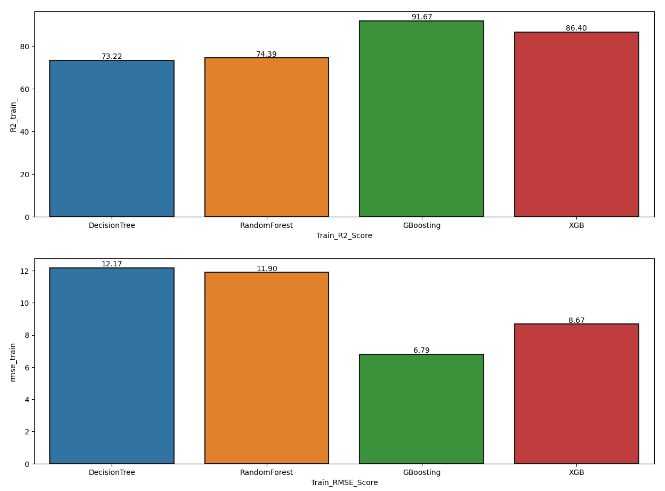 91.67
86.40
73.22
74.39
80
60
40
20
0
R2_train_
DecisionTree
RandomForest
GBoosting
XGB
Train_R2_Score
12.17
11.90
8.67
6.79
12
10
8
6
4
2
0
rmse_train
DecisionTree
RandomForest
GBoosting
XGB
Train_RMSE_Score